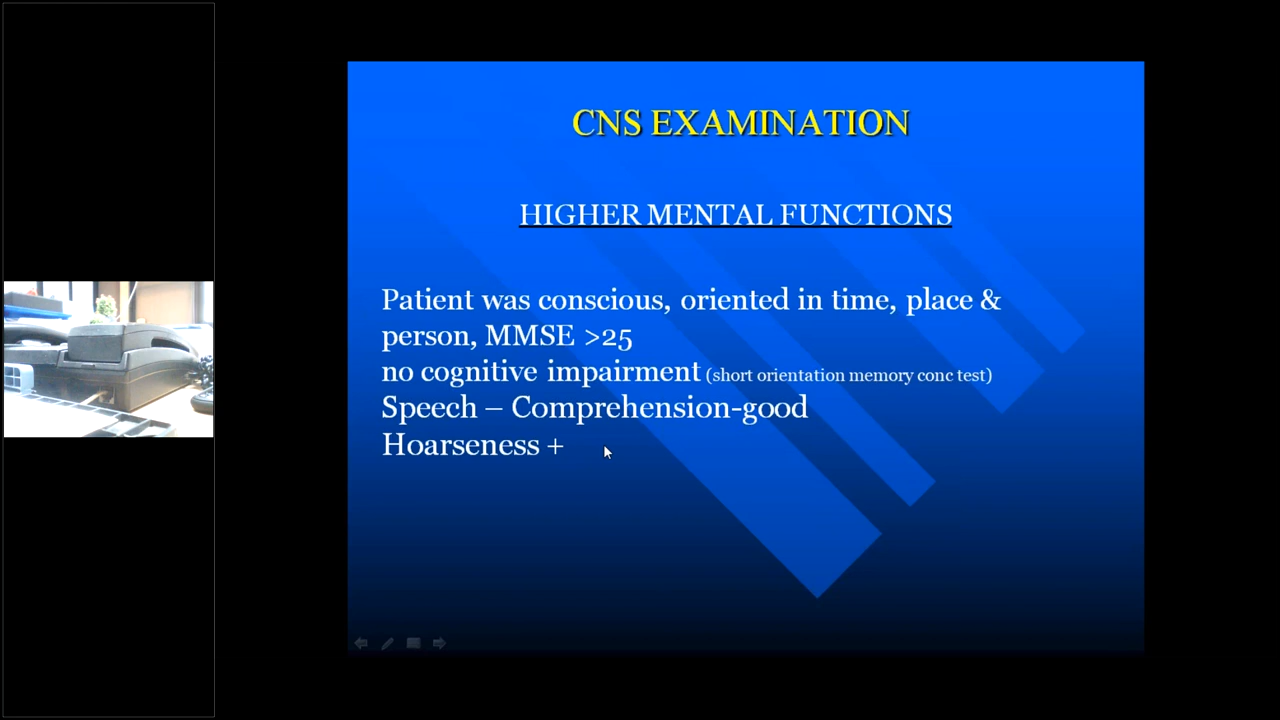 CNS EXAMINATION
HIGHER MENTAL FUNCTIONS
Patient was conscious, oriented in time, place &
person, MMSE >25
no cognitive impairment (short orientation memory conc test)
Speech – Comprehension-good
Hoarseness +